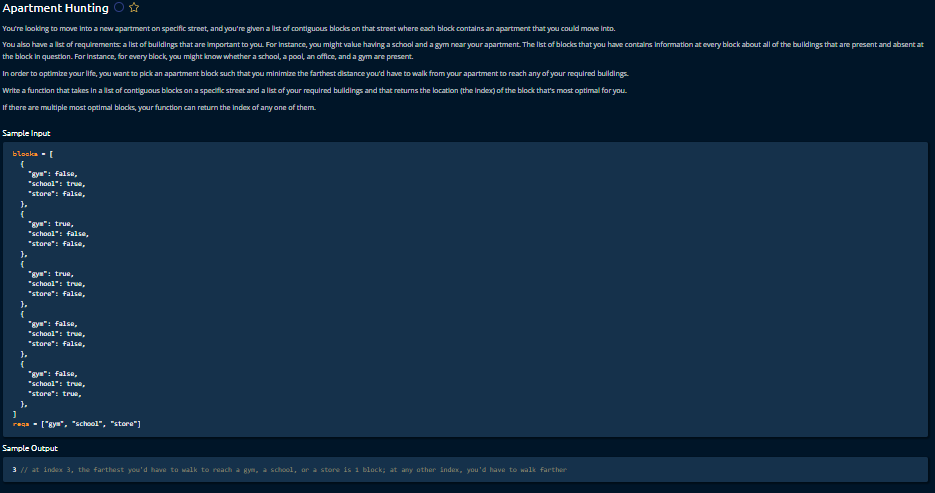 Apartment Hunting
You're looking to move into a new apartment on specific street, and you're given a list of contiguous blocks on that street where each block contains an apartment that you could move into.
You also have a list of requirements: a list of buildings that are important to you. For instance, you might value having a school and a gym near your apartment. The list of blocks that you have contains information at every block about all of the buildings that are present and absent at
the block in question. For instance, for every block, you might know whether a school, a pool, an office, and a gym are present.
In order to optimize your life, you want to pick an apartment block such that you minimize the farthest distance you'd have to walk from your apartment to reach any of your required buildings.
Write a function that takes in a list of contiguous blocks on a specific street and a list of your required buildings and that returns the location (the index) of the block that's most optimal for you.
If there are multiple most optimal blocks, your function can return the index of any one of them.
Sample Input
blocks = [
{
"gym": false,
"school": true,
"store": false,
},
{
"gym": true,
"school": false,
"store": false,
},
{
"gym": true,
"school": true,
"store": false,
},
{
"gym": false,
"school": true,
"store": false,
},
{
"gym": false,
"school": true,
"store": true,
},
]
reqs = ["gym", "school", "store"]
Sample Output
3 // at index 3, the farthest you'd have to walk to reach a gym, a school, or a store is 1 block; at any other index, you'd have to walk farther